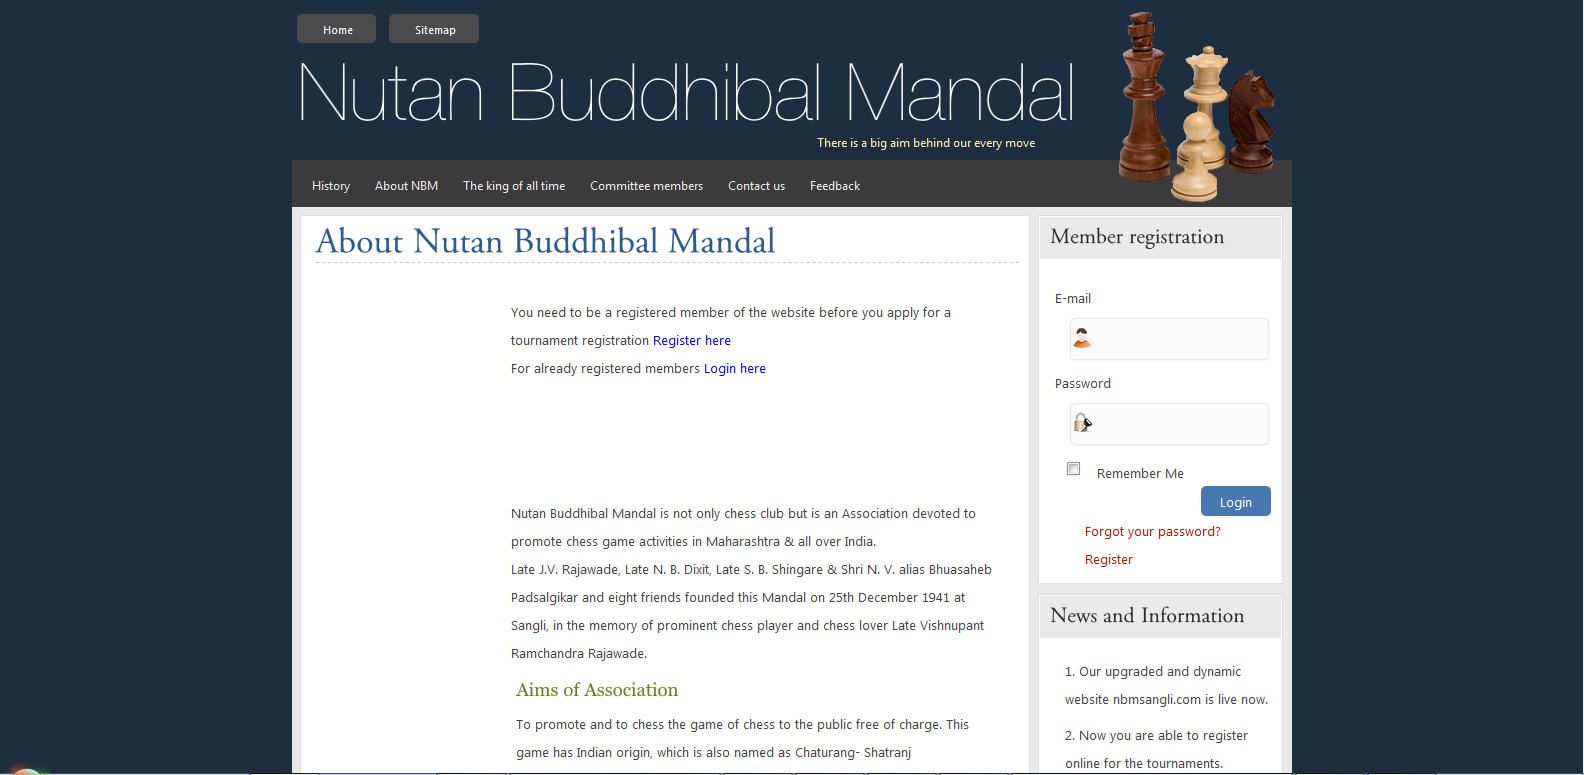 Home
Sitemap
Nutan Buddhibal Mandal
There is a big aim behind our every move
History
About NBM
The king of all time
Committee members
Contact us
Feedback
About Nutan Buddhibal Mandal
You need to be a registered member of the website before you apply for a
tournament registration Register here
For already registered members Login here
Nutan Buddhibal Mandal is not only chess club but is an Association devoted to
promote chess game activities in Maharashtra & all over India.
Late J.V. Rajawade, Late N. B. Dixit, Late S. B. Shingare & Shri N. V. alias Bhuasaheb
Padsalgikar and eight friends founded this Mandal on 25th December 1941 at
Sangli, in the memory of prominent chess player and chess lover Late Vishnupant
Ramchandra Rajawade.
Aims of Association
To promote and to chess the game of chess to the public free of charge. This
game has Indian origin, which is also named as Chaturang- Shatranj
Member registration
E-mail
Password
Remember Me
Login
Forgot your password?
Register
News and Information
1. Our upgraded and dynamic
website nbmsangli.com is live now.
2. Now you are able to register
online for the tournaments.